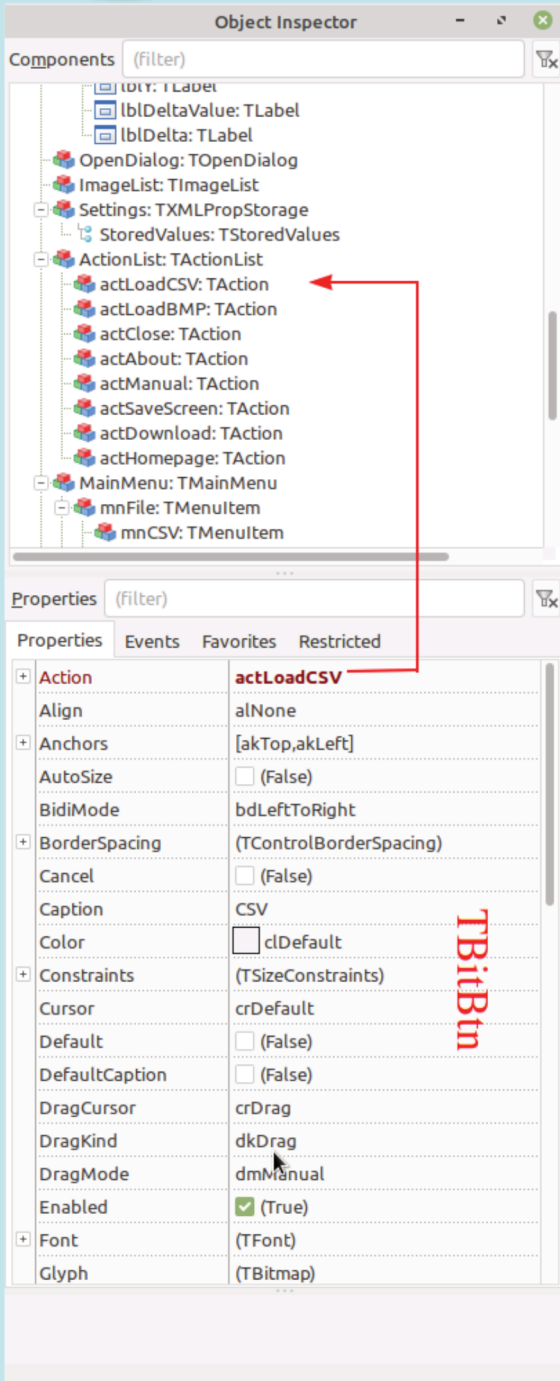 Object Inspector
Components (filter)
lblY: TLabel
lblDeltaValue: TLabel
lblDelta: TLabel
OpenDialog: TOpenDialog
ImageList: TImageList
Settings: TXMLPropStorage
StoredValues: TStoredValues
ActionList: TActionList
actLoadCSV: TAction
actLoadBMP: TAction
actClose: TAction
actAbout: TAction
actManual: TAction
actSaveScreen: TAction
actDownload: TAction
actHomepage: TAction
MainMenu: TMainMenu
mnFile: TMenuItem
mnCSV: TMenuItem
Properties (filter)
Properties Events Favorites Restricted
Action actLoadCSV
Align alNone
Anchors [akTop,akLeft]
AutoSize (False)
BidiMode bdLeftToRight
BorderSpacing (TControlBorderSpacing)
Cancel (False)
Caption CSV
Color clDefault
Constraints (TSizeConstraints)
Cursor crDefault
Default (False)
DefaultCaption (False)
DragCursor crDrag
DragKind dkDrag
DragMode dmManual
Enabled (True)
Font (TFont)
Glyph (TBitmap)
TBitBtn